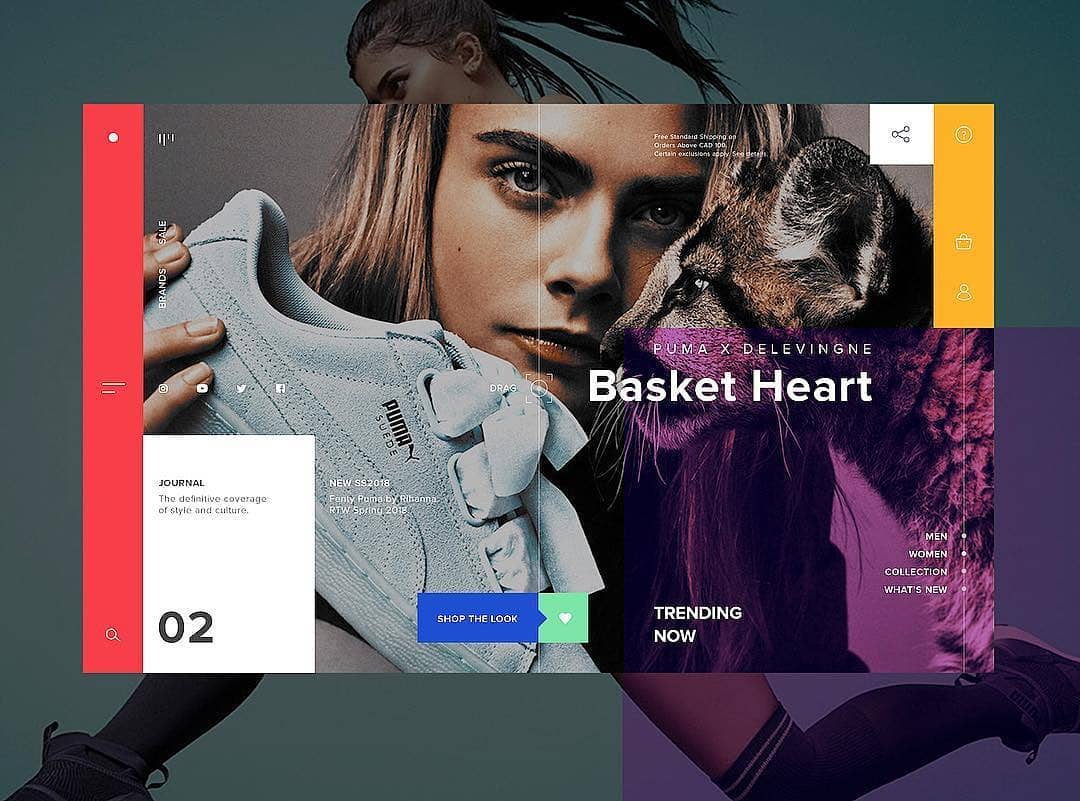 Free Standard Shipping on
Orders Above CAD 100.
Certain exclusions apply. See details.
SALE
BRANDS
PUMA X DELEVINGNE
Basket Heart
DRAG
PUMA
SUEDE
JOURNAL
The definitive coverage
of style and culture.
02
NEW SS2018
Fenty Puma by Rihanna.
RTW Spring 2018.
SHOP THE LOOK
MEN
WOMEN
COLLECTION
WHAT'S NEW
TRENDING
NOW